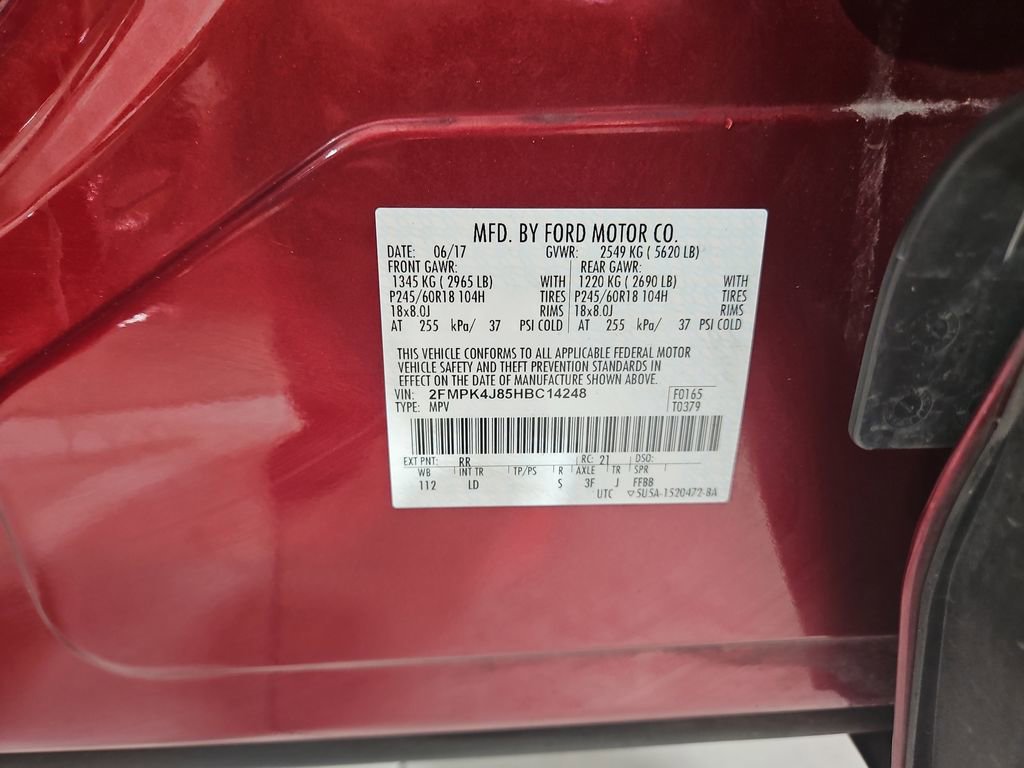 MFD. BY FORD MOTOR CO.
DATE: 06/17 GVWR: 2549 KG ( 5620 LB)
FRONT GAWR: REAR GAWR:
1345 KG ( 2965 LB) WITH 1220 KG ( 2690 LB) WITH
P245/60R18 104H TIRES P245/60R18 104H TIRES
18x8.0J RIMS 18x8.0J RIMS
AT 255 kPa/ 37 PSI COLD AT 255 kPa/ 37 PSI COLD
THIS VEHICLE CONFORMS TO ALL APPLICABLE FEDERAL MOTOR
VEHICLE SAFETY AND THEFT PREVENTION STANDARDS IN
EFFECT ON THE DATE OF MANUFACTURE SHOWN ABOVE.
VIN: 2FMPK4J85HBC14248 F0165
TYPE: MPV T0379
EXT PNT: RR RC: 21 DSO:
WB INT TR TP/PS R AXLE TR SPR
112 LD S 3F J FFBB
UTC ▽5U5A-1520472-BA